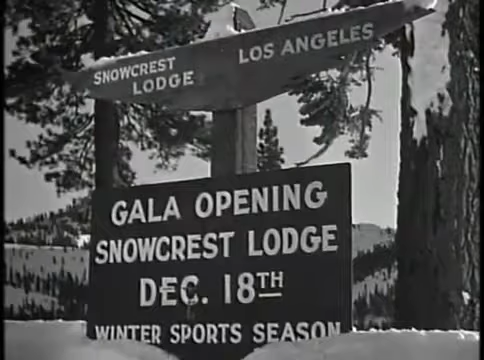 SNOWCREST
LODGE
LOS ANGELES
GALA OPENING
SNOWCREST LODGE
DEC. 18TH
WINTER SPORTS SEASON